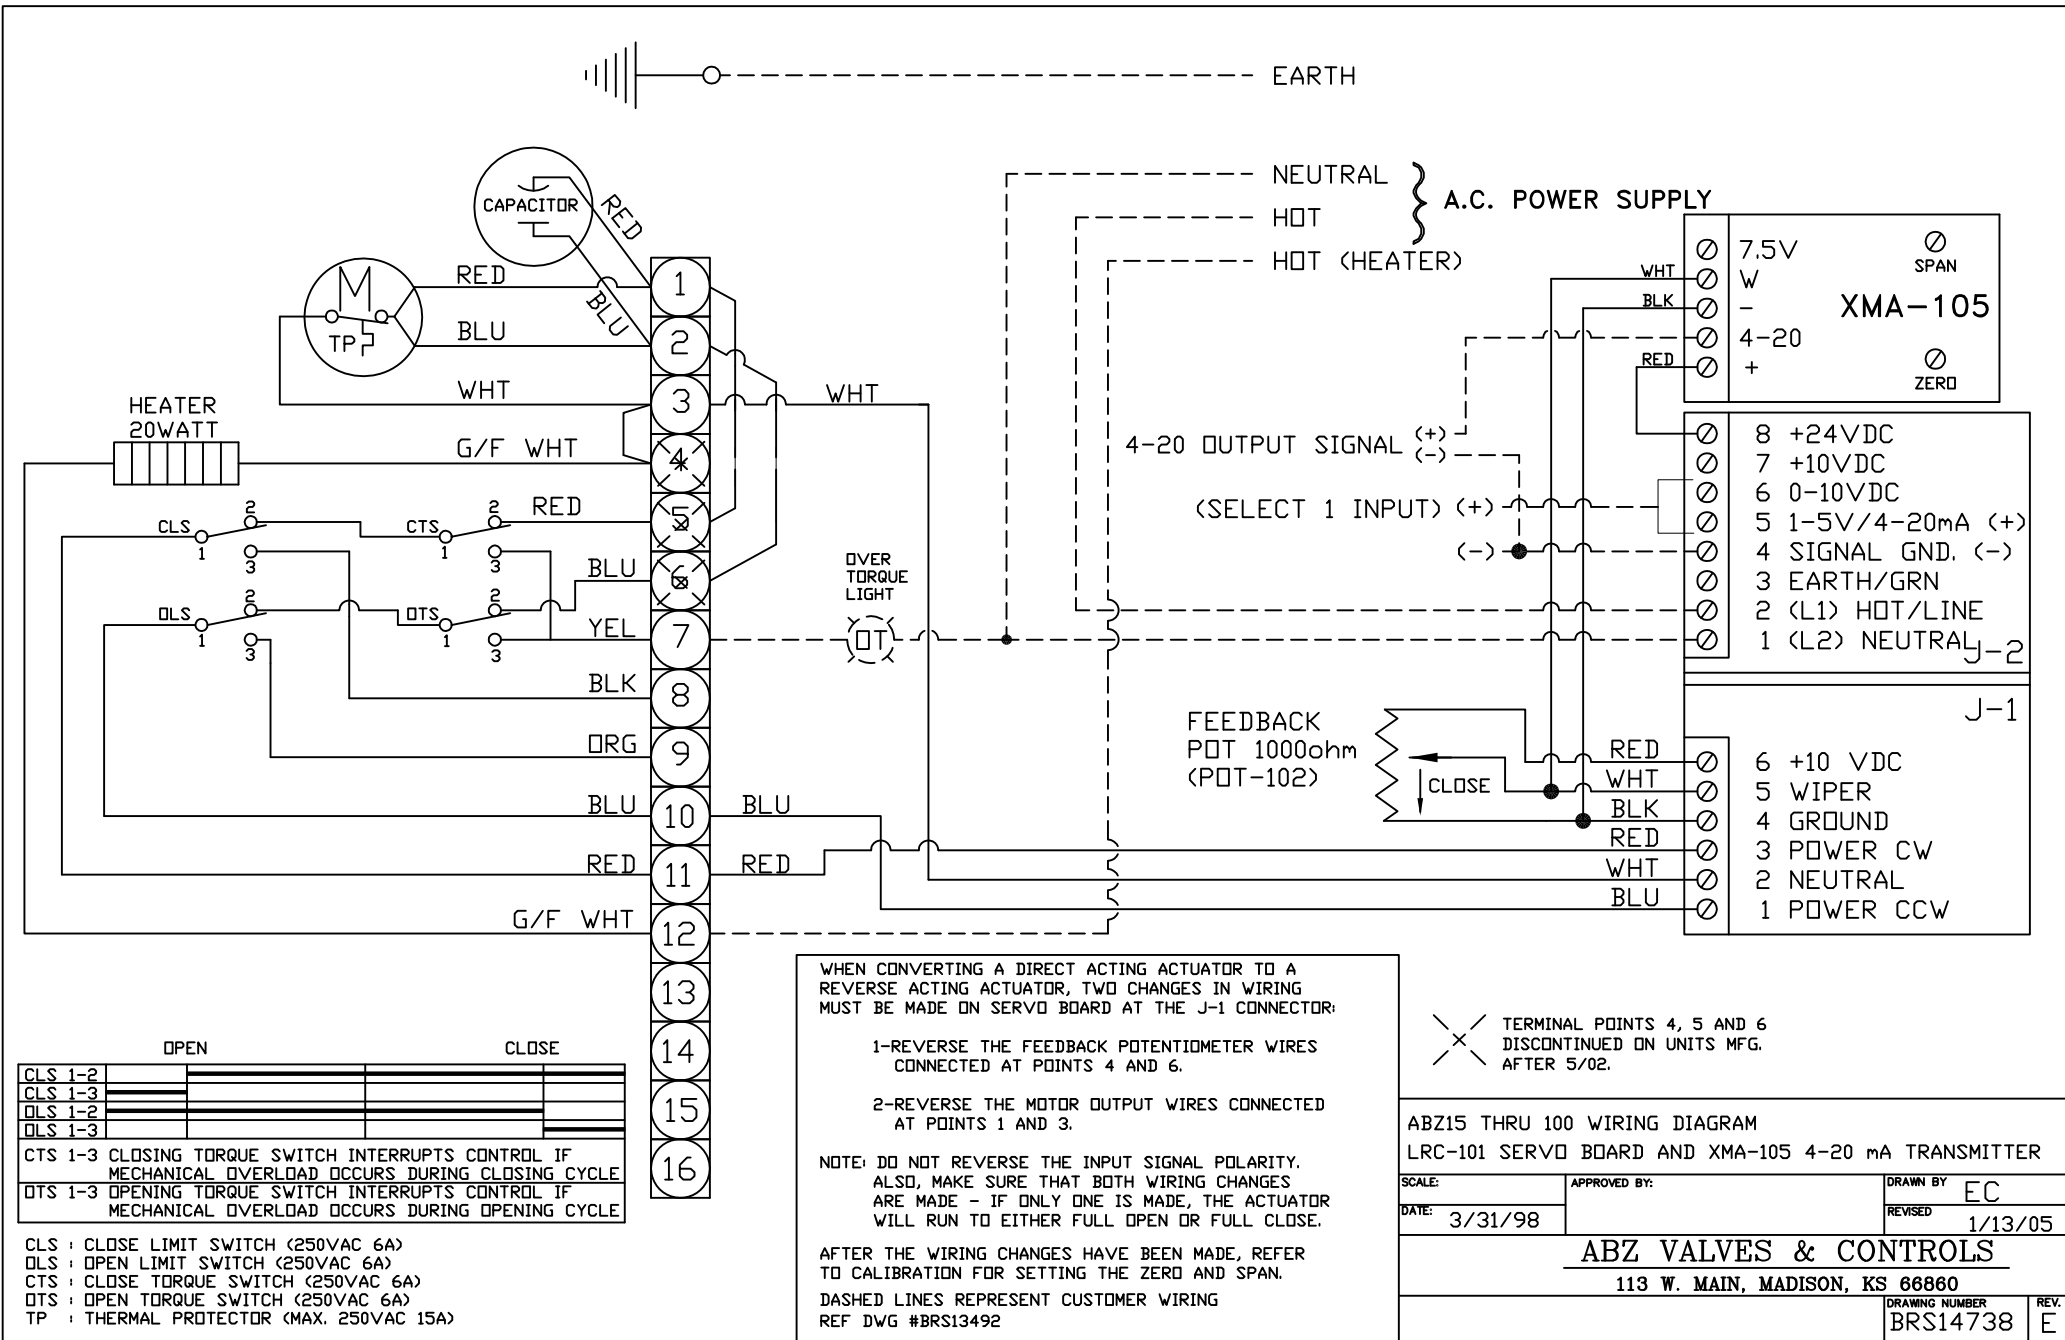 EARTH
NEUTRAL
HOT
A.C. POWER SUPPLY
HOT (HEATER)
CAPACITOR
RED
BLU
M
TP
RED
BLU
WHT
HEATER
20WATT
G/F WHT
CLS
1
2
3
CTS
1
2
3
RED
OLS
1
2
3
OTS
1
2
3
BLU
YEL
BLK
ORG
BLU
RED
G/F WHT
1
2
3
4
5
6
7
8
9
10
11
12
13
14
15
16
WHT
BLU
RED
OVER
TORQUE
LIGHT
OT
4-20 OUTPUT SIGNAL (+)
(-)
(SELECT 1 INPUT) (+)
(-)
WHT
BLK
RED
7.5V
W
-
4-20
+
SPAN
XMA-105
ZERO
8 +24VDC
7 +10VDC
6 0-10VDC
5 1-5V/4-20mA (+)
4 SIGNAL GND. (-)
3 EARTH/GRN
2 (L1) HOT/LINE
1 (L2) NEUTRAL
J-2
J-1
FEEDBACK
POT 1000ohm
(POT-102)
CLOSE
RED
WHT
BLK
RED
WHT
BLU
6 +10 VDC
5 WIPER
4 GROUND
3 POWER CW
2 NEUTRAL
1 POWER CCW
OPEN CLOSE
CLS 1-2
CLS 1-3
OLS 1-2
OLS 1-3
CTS 1-3 CLOSING TORQUE SWITCH INTERRUPTS CONTROL IF
MECHANICAL OVERLOAD OCCURS DURING CLOSING CYCLE
OTS 1-3 OPENING TORQUE SWITCH INTERRUPTS CONTROL IF
MECHANICAL OVERLOAD OCCURS DURING OPENING CYCLE
CLS : CLOSE LIMIT SWITCH (250VAC 6A)
OLS : OPEN LIMIT SWITCH (250VAC 6A)
CTS : CLOSE TORQUE SWITCH (250VAC 6A)
OTS : OPEN TORQUE SWITCH (250VAC 6A)
TP : THERMAL PROTECTOR (MAX. 250VAC 15A)
WHEN CONVERTING A DIRECT ACTING ACTUATOR TO A
REVERSE ACTING ACTUATOR, TWO CHANGES IN WIRING
MUST BE MADE ON SERVO BOARD AT THE J-1 CONNECTOR:
1-REVERSE THE FEEDBACK POTENTIOMETER WIRES
CONNECTED AT POINTS 4 AND 6.
2-REVERSE THE MOTOR OUTPUT WIRES CONNECTED
AT POINTS 1 AND 3.
NOTE: DO NOT REVERSE THE INPUT SIGNAL POLARITY.
ALSO, MAKE SURE THAT BOTH WIRING CHANGES
ARE MADE - IF ONLY ONE IS MADE, THE ACTUATOR
WILL RUN TO EITHER FULL OPEN OR FULL CLOSE.
AFTER THE WIRING CHANGES HAVE BEEN MADE, REFER
TO CALIBRATION FOR SETTING THE ZERO AND SPAN.
DASHED LINES REPRESENT CUSTOMER WIRING
REF DWG #BRS13492
TERMINAL POINTS 4, 5 AND 6
DISCONTINUED ON UNITS MFG.
AFTER 5/02.
ABZ15 THRU 100 WIRING DIAGRAM
LRC-101 SERVO BOARD AND XMA-105 4-20 mA TRANSMITTER
SCALE:
APPROVED BY:
DRAWN BY EC
DATE: 3/31/98
REVISED 1/13/05
ABZ VALVES & CONTROLS
113 W. MAIN, MADISON, KS 66860
DRAWING NUMBER
BRS14738
REV.
E